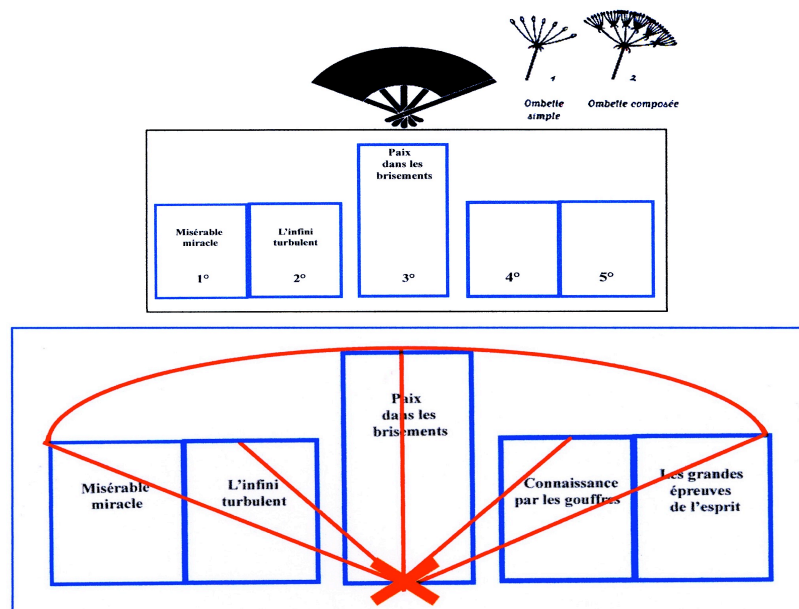 1
2
Ombelle
simple
Ombelle composée
Paix
dans les
brisements
Misérable
miracle
L'infini
turbulent
1°
2°
3°
4°
5°
Paix
dans les
brisements
Misérable
miracle
L'infini
turbulent
Connaissance
par les gouffres
Les grandes
épreuves
de l'esprit